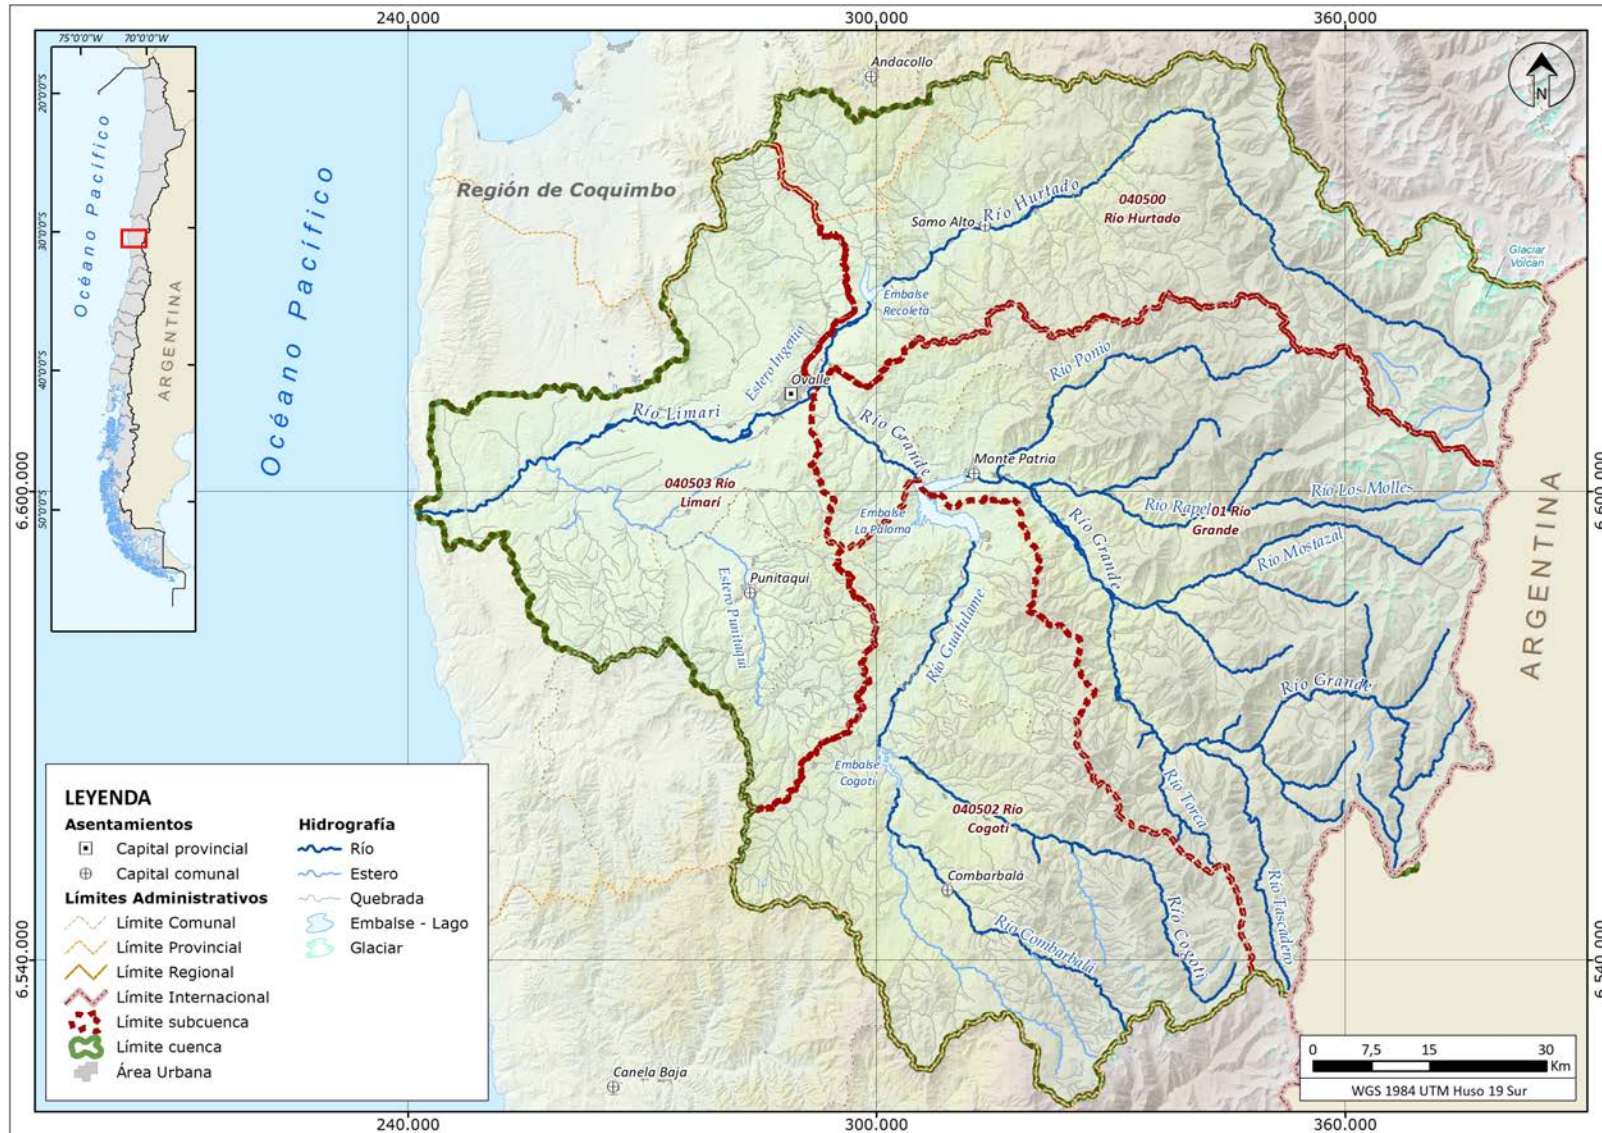 240.000
300.000
360.000
75°0'0"W
70°0'0"W
20°0'0"S
30°0'0"S
40°0'0"S
50°0'0"S
Océano Pacífico
ARGENTINA
Océano Pacífico
Región de Coquimbo
Andacollo
N
040500
Río Hurtado
Samo Alto
Río Hurtado
Glaciar
Volcan
Embalse
Recoleta
Estero Ingenio
Ovalle
Río Ponio
Río Limari
Río Grande
Monte Patria
040503 Río
Limarí
Embalse
La Paloma
Río Rapel
01 Río
Grande
Río Los Molles
Río Mostazal
Río Grande
Punitaqui
Estero Punitaqui
Río Guatulame
Río Grande
ARGENTINA
Embalse
Cogoti
040502 Río
Cogoti
Río Torca
Combarbalá
Río Combarbalá
Río Cogoti
Río Tascadero
Canela Baja
6.600.000
6.600.000
6.540.000
6.540.000
LEYENDA
Asentamientos
Capital provincial
Capital comunal
Límites Administrativos
Límite Comunal
Límite Provincial
Límite Regional
Límite Internacional
Límite subcuenca
Límite cuenca
Área Urbana
Hidrografía
Río
Estero
Quebrada
Embalse - Lago
Glaciar
0 7,5 15 30
Km
WGS 1984 UTM Huso 19 Sur
240.000
300.000
360.000